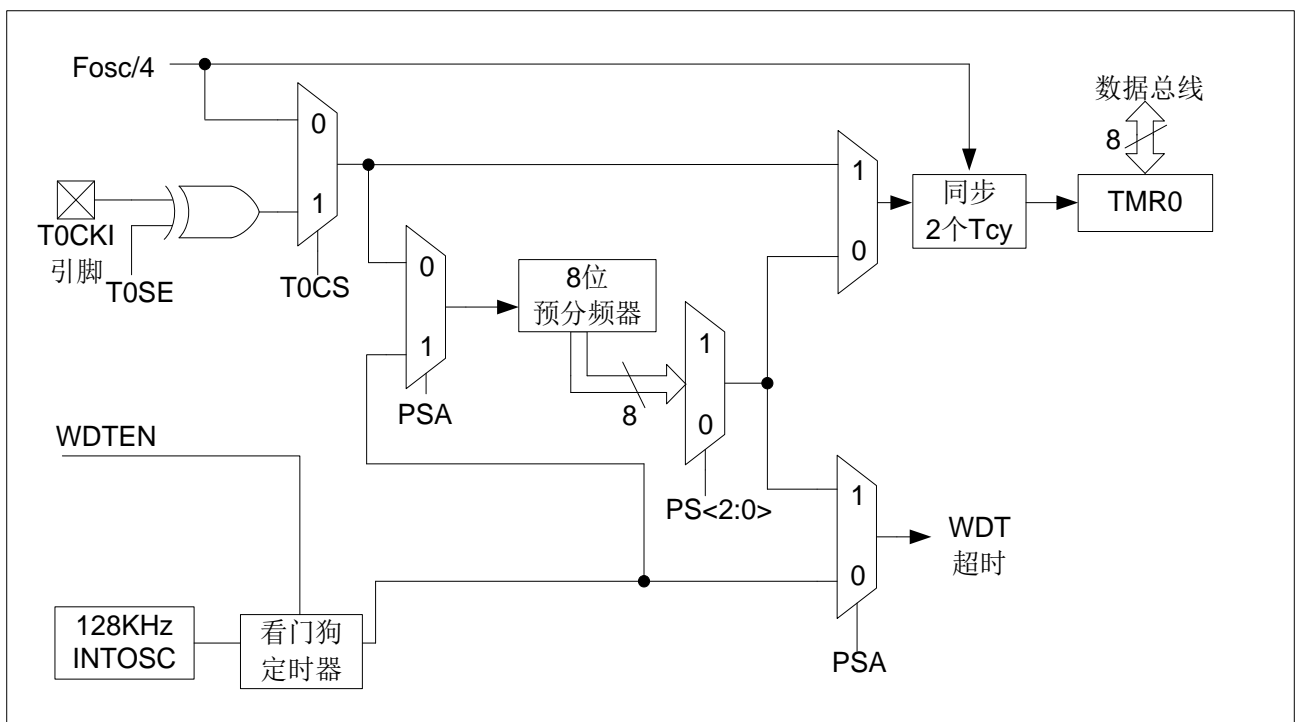 Fosc/4
数据总线
8
0
1
1
0
T0CKI
引脚
T0SE
T0CS
同步
2个Tcy
TMR0
0
1
PSA
8位
预分频器
8
1
0
PS<2:0>
WDTEN
1
0
PSA
WDT
超时
128KHz
INTOSC
看门狗
定时器